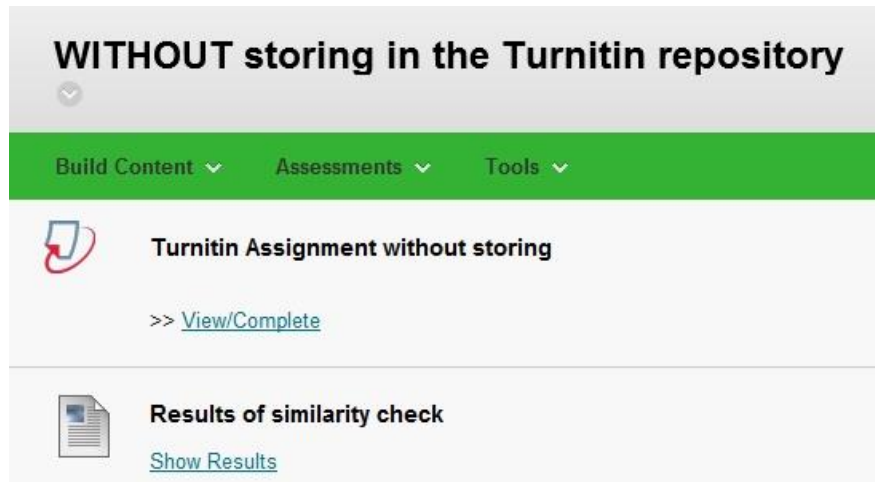 WITHOUT storing in the Turnitin repository
Build Content Assessments Tools
Turnitin Assignment without storing
>> View/Complete
Results of similarity check
Show Results